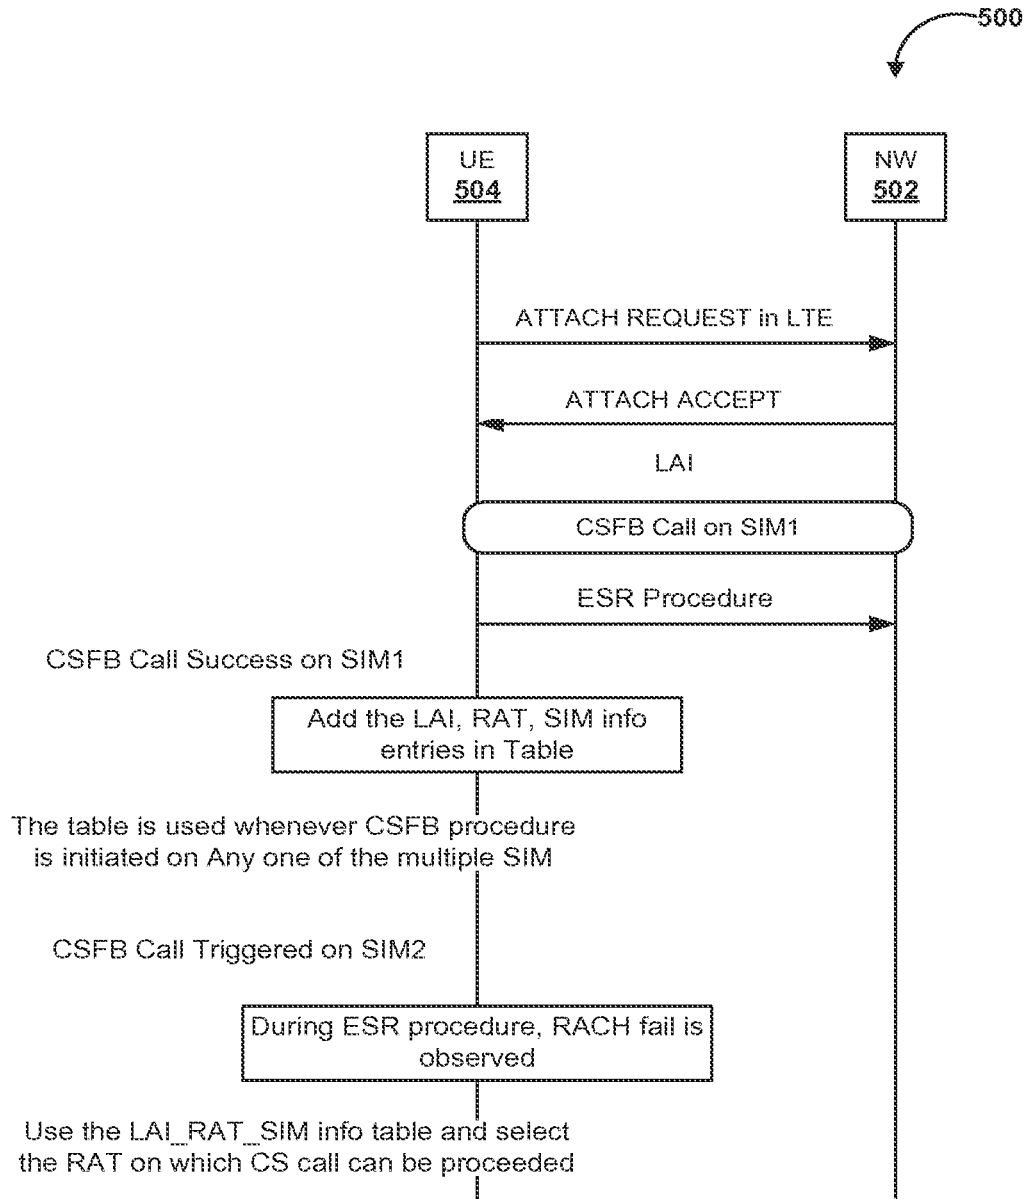 500
UE
504
NW
502
ATTACH REQUEST in LTE
ATTACH ACCEPT
LAI
CSFB Call on SIM1
ESR Procedure
CSFB Call Success on SIM1
Add the LAI, RAT, SIM info
entries in Table
The table is used whenever CSFB procedure
is initiated on Any one of the multiple SIM
CSFB Call Triggered on SIM2
During ESR procedure, RACH fail is
observed
Use the LAI_RAT_SIM info table and select
the RAT on which CS call can be proceeded